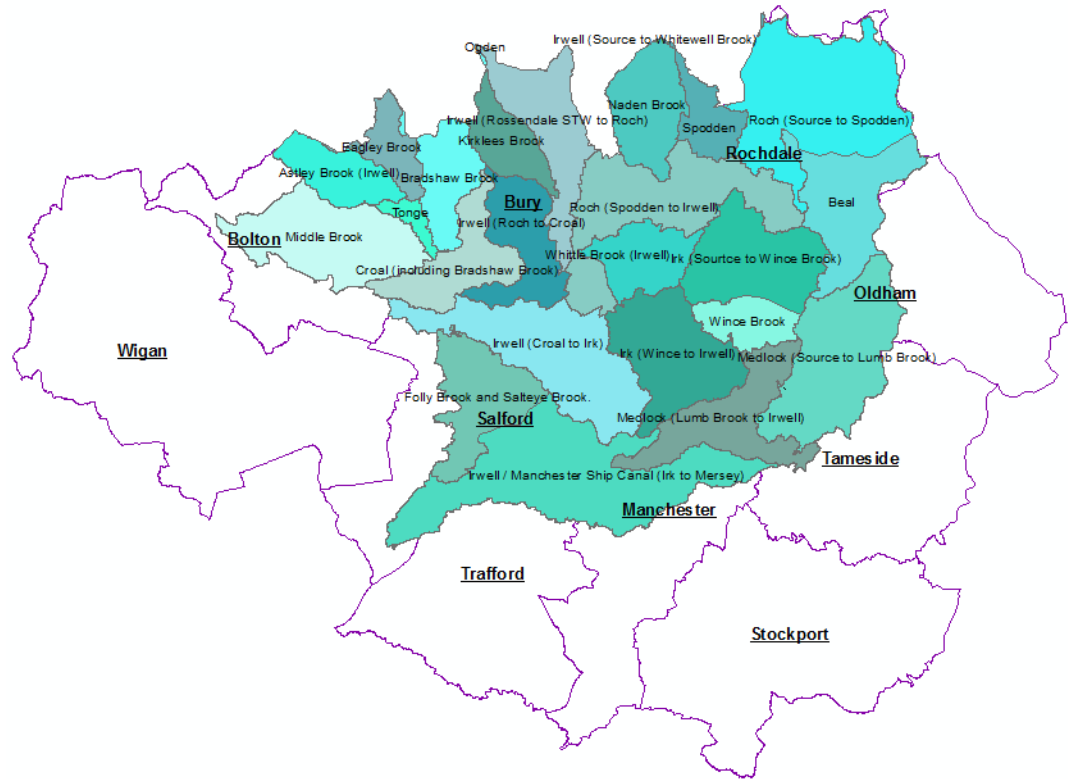 Irwell (Source to Whitewell Brook)
Ogden
Naden Brook
Irwell (Rossendale STW to Roch)
Roch (Source to Spodden)
Spodden
Kirklees Brook
Eagley Brook
Rochdale
Astley Brook (Irwell)
Bradshaw Brook
Bury
Beal
Roch (Spodden to Irwell)
Tonge
Irwell (Roch to Croal)
Bolton
Middle Brook
Whittle Brook (Irwell)
Irk (Sourtce to Wince Brook)
Croal (including Bradshaw Brook)
Oldham
Wince Brook
Irwell (Croal to Irk)
Wigan
Irk (Wince to Irwell)
Medlock (Source to Lumb Brook)
Folly Brook and Salteye Brook.
Salford
Medlock (Lumb Brook to Irwell)
Tameside
Irwell / Manchester Ship Canal (Irk to Mersey)
Manchester
Trafford
Stockport